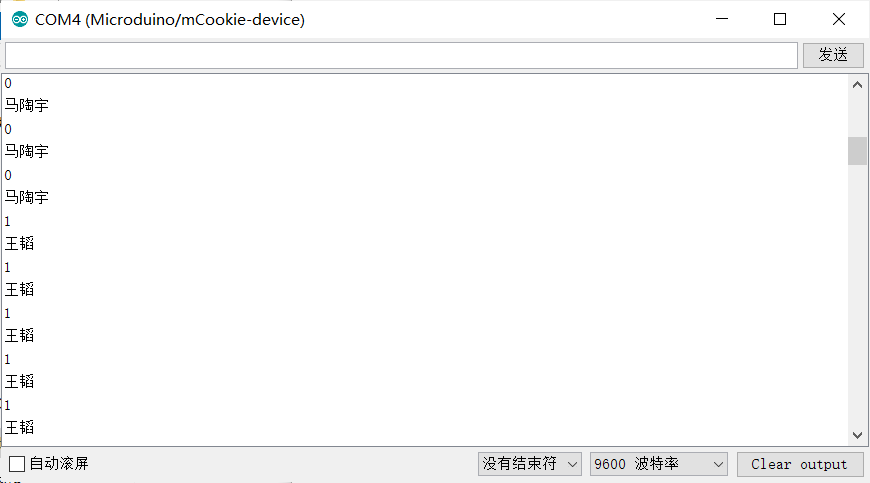 COM4 (Microduino/mCookie-device)
发送
0
马陶宇
0
马陶宇
0
马陶宇
1
王韬
1
王韬
1
王韬
1
王韬
1
王韬
自动滚屏
没有结束符
9600 波特率
Clear output